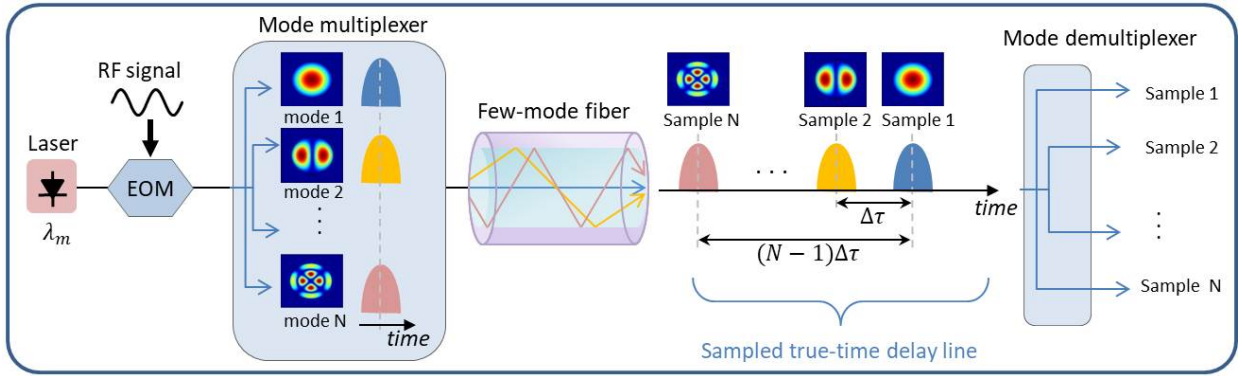 Mode multiplexer
Mode demultiplexer
RF signal
Laser
EOM
λm
mode 1
mode 2
⋮
mode N
time
Few-mode fiber
Sample N
Sample 2
Sample 1
. . .
time
Δτ
(N − 1)Δτ
Sampled true-time delay line
Sample 1
Sample 2
⋮
Sample N